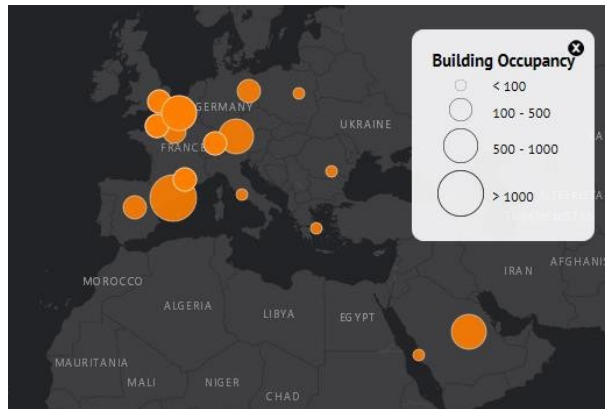 Building Occupancy
< 100
100 - 500
500 - 1000
> 1000
GERMANY
UKRAINE
FRANCE
MOROCCO
ALGERIA
LIBYA
EGYPT
IRAN
AFGHANIS
MAURITANIA
MALI
NIGER
CHAD